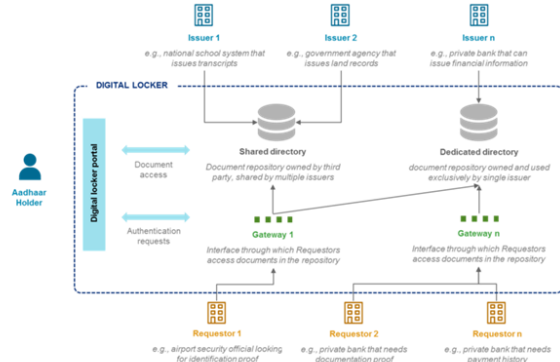 Issuer 1
Issuer 2
Issuer n
e.g., national school system that
issues transcripts
e.g., government agency that
issues land records
e.g., private bank that can
issue financial information
DIGITAL LOCKER
Digital locker portal
Aadhaar
Holder
Document
access
Authentication
requests
Shared directory
Document repository owned by third
party, shared by multiple issuers
Dedicated directory
document repository owned and used
exclusively by single issuer
Gateway 1
Interface through which Requestors
access documents in the repository
Gateway n
Interface through which Requestors
access documents in the repository
Requestor 1
e.g., airport security official looking
for identification proof
Requestor 2
e.g., private bank that needs
documentation proof
Requestor n
e.g., private bank that needs
payment history